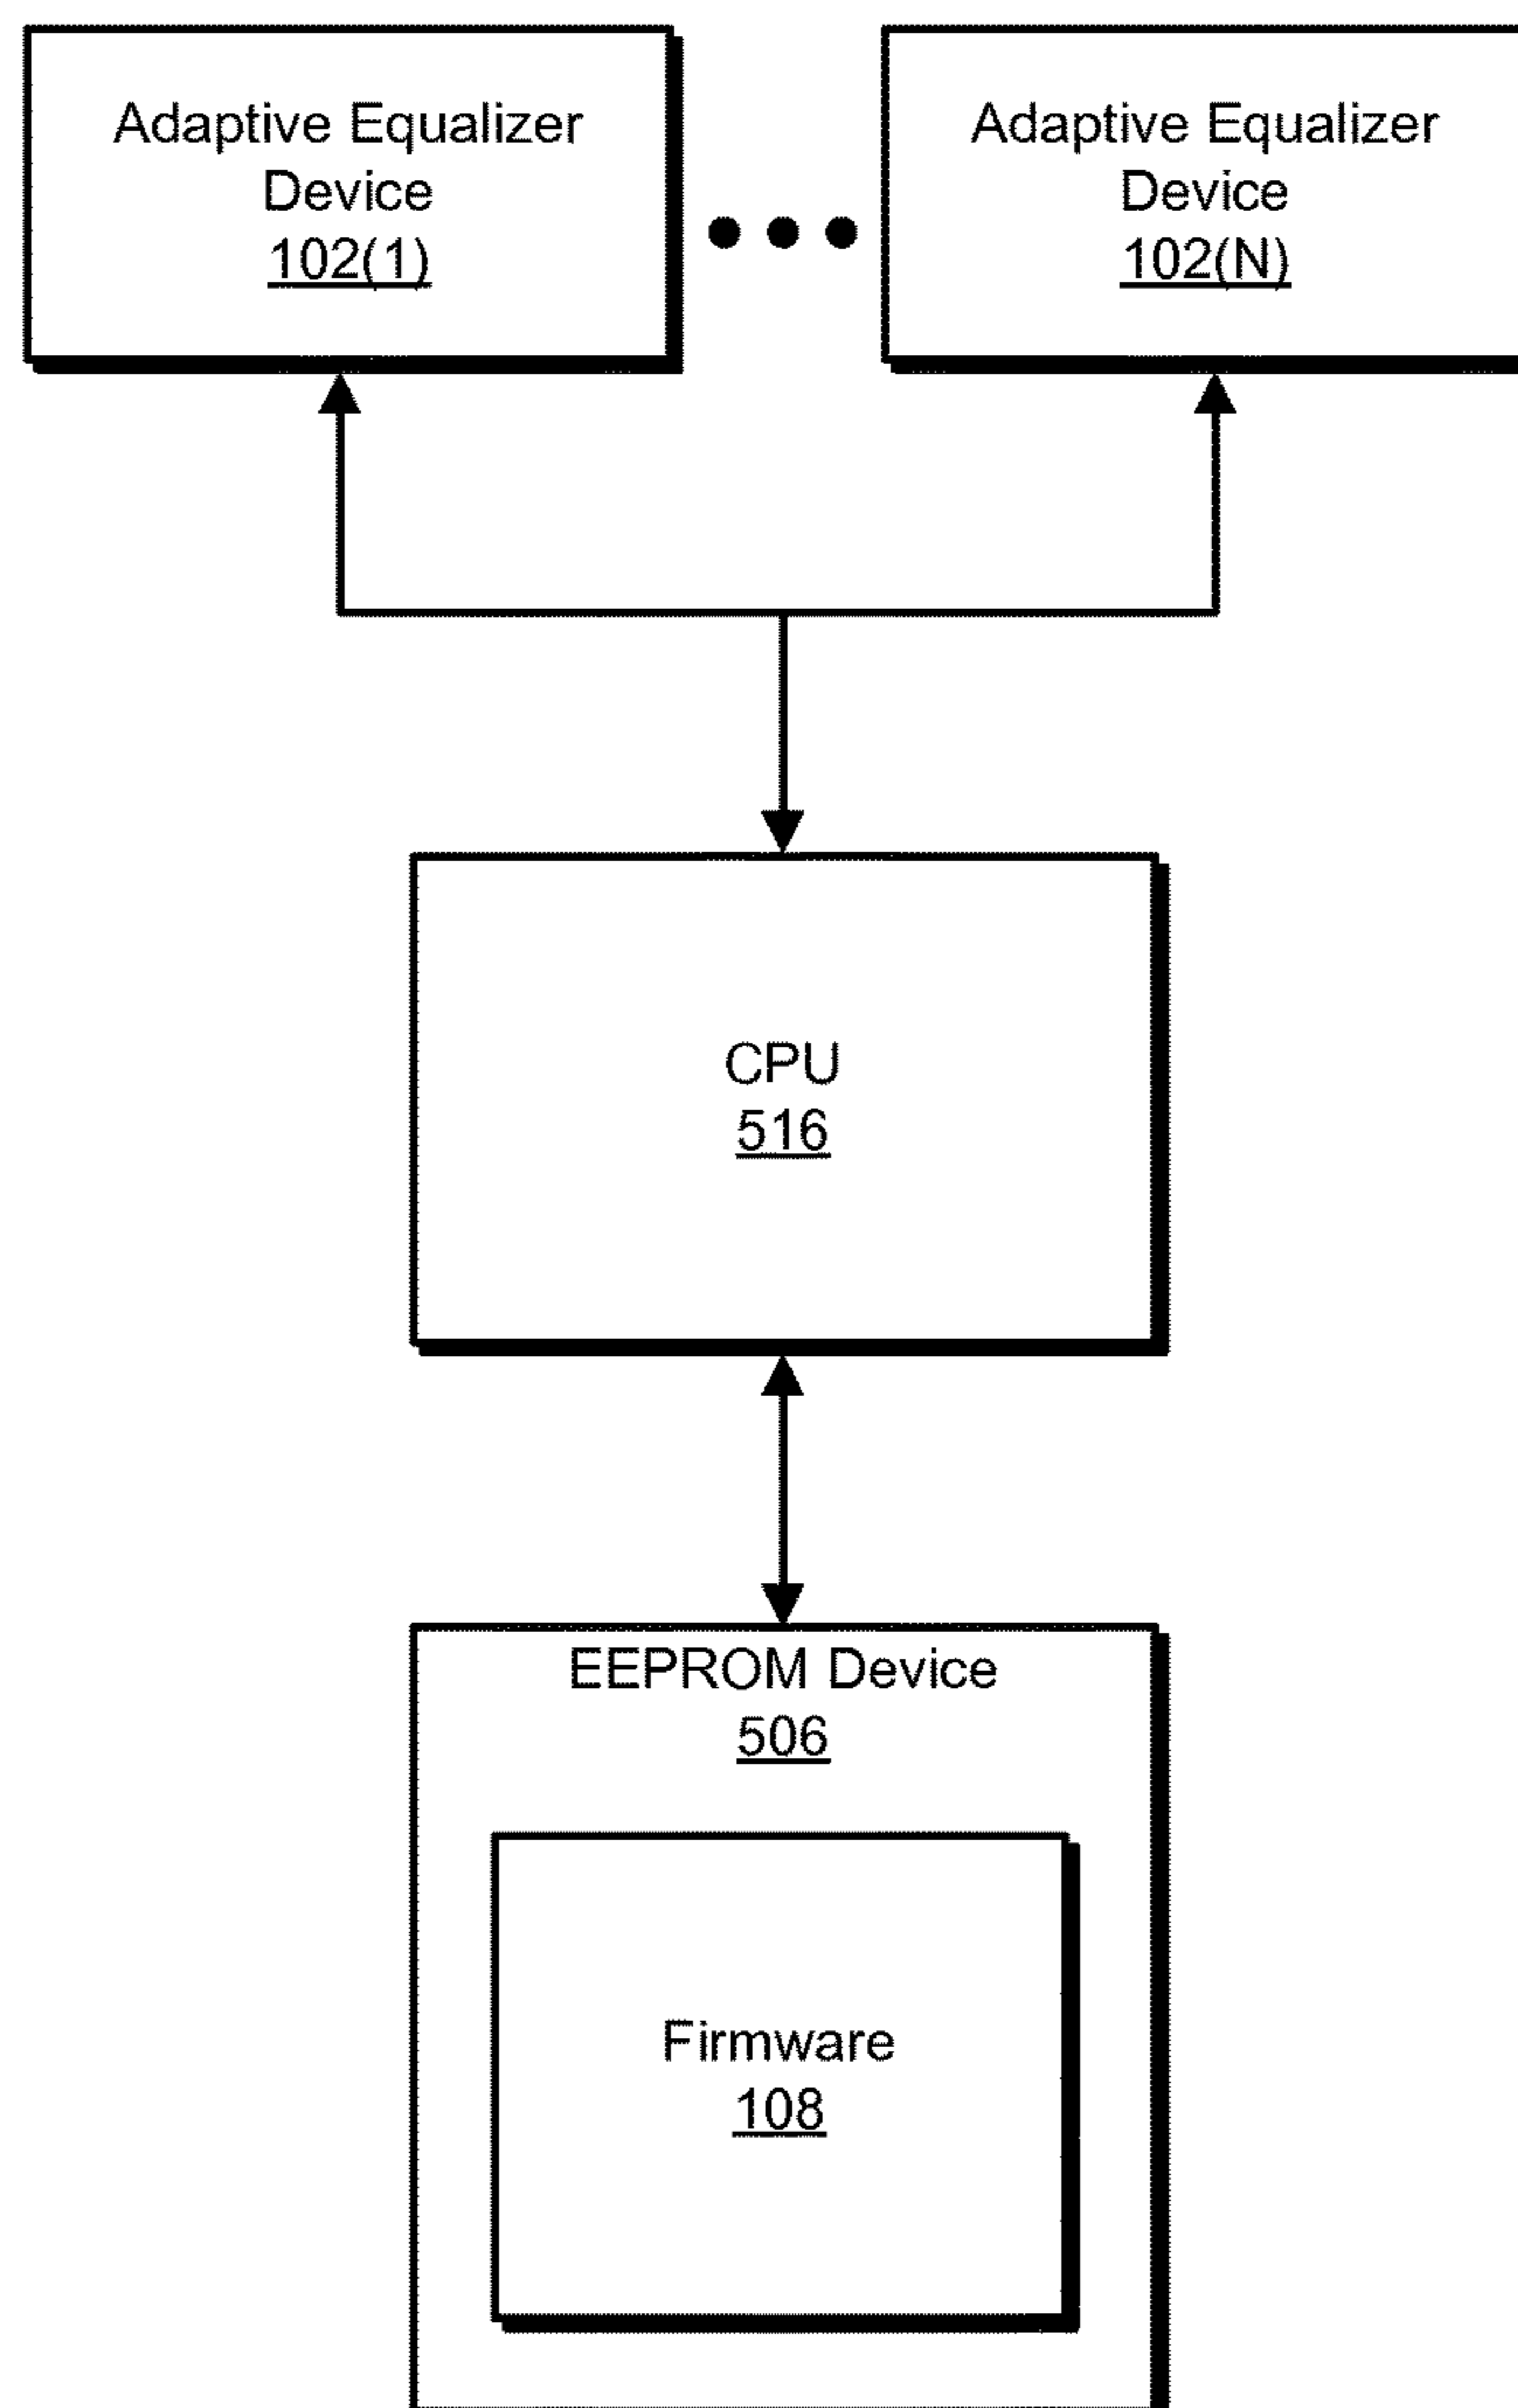 Adaptive Equalizer
Device
102(1)
Adaptive Equalizer
Device
102(N)
CPU
516
EEPROM Device
506
Firmware
108